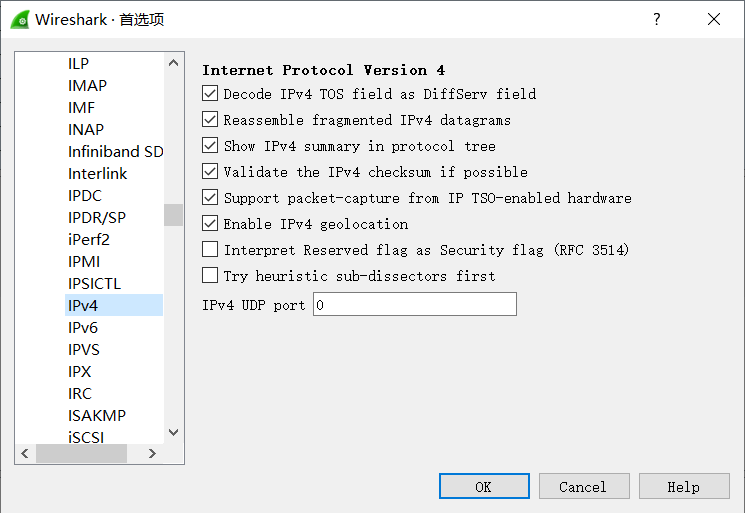 Wireshark · 首选项
ILP
IMAP
IMF
INAP
Infiniband SD
Interlink
IPDC
IPDR/SP
iPerf2
IPMI
IPSICTL
IPv4
IPv6
IPVS
IPX
IRC
ISAKMP
iSCSI
Internet Protocol Version 4
Decode IPv4 TOS field as DiffServ field
Reassemble fragmented IPv4 datagrams
Show IPv4 summary in protocol tree
Validate the IPv4 checksum if possible
Support packet-capture from IP TSO-enabled hardware
Enable IPv4 geolocation
Interpret Reserved flag as Security flag (RFC 3514)
Try heuristic sub-dissectors first
IPv4 UDP port 0
OK Cancel Help